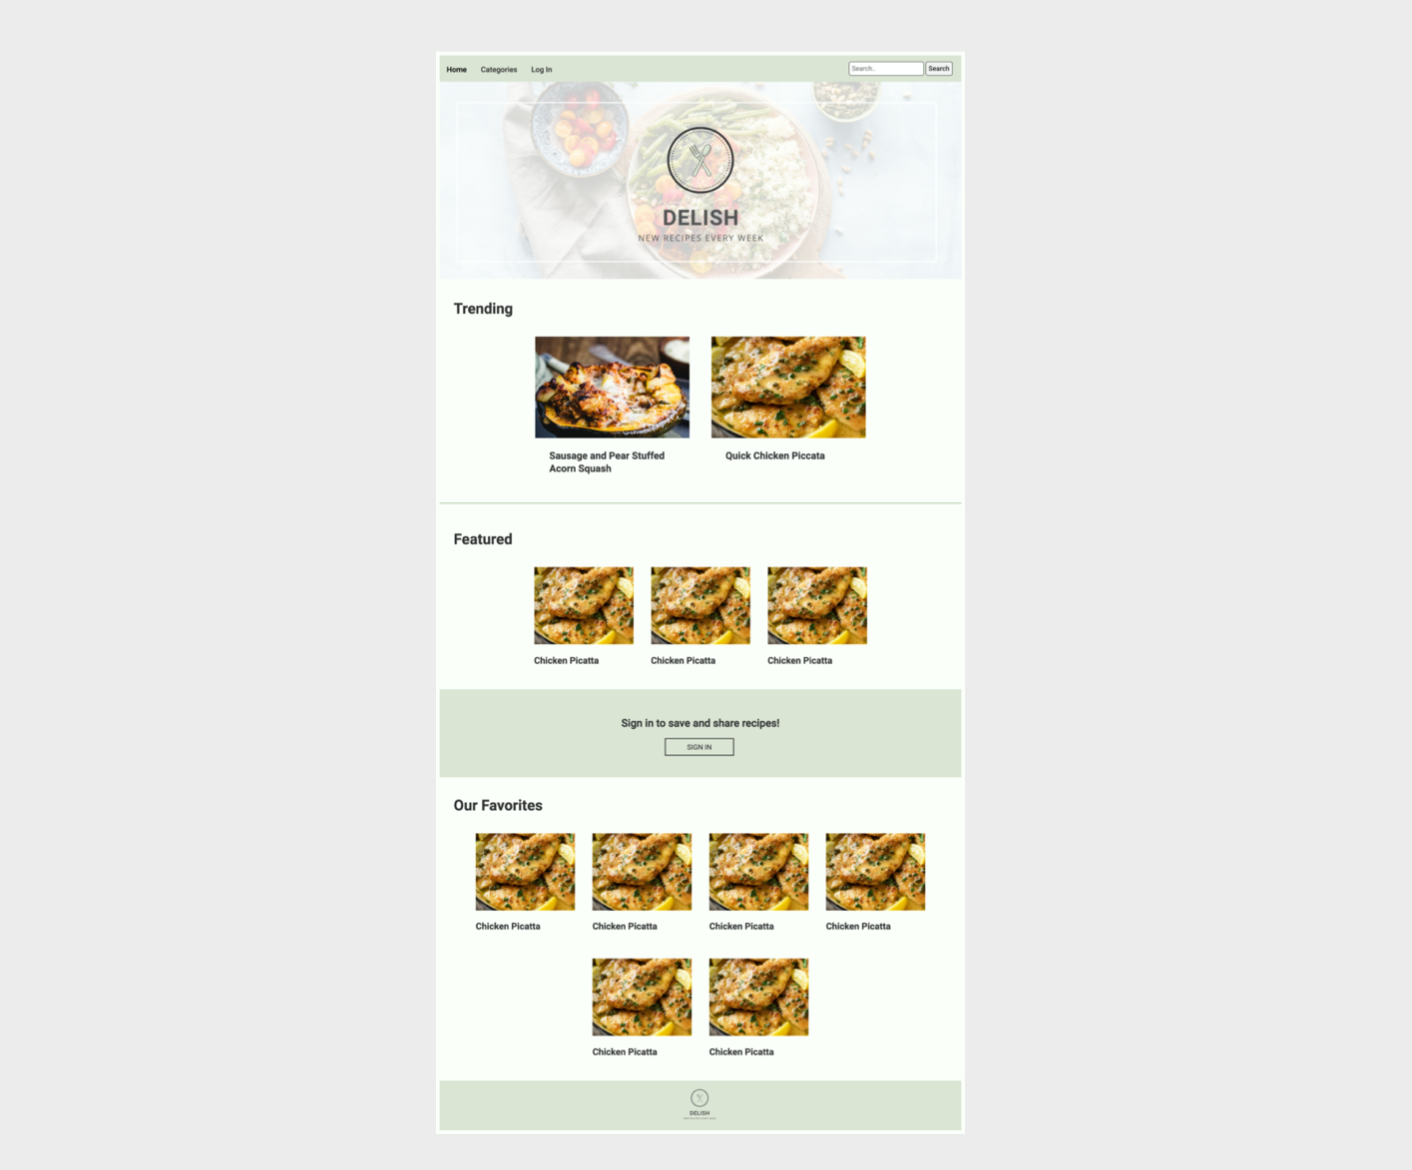 Home Categories Log In Search.. Search
DELISH
NEW RECIPES EVERY WEEK
Trending
Sausage and Pear Stuffed
Acorn Squash
Quick Chicken Piccata
Featured
Chicken Picatta
Chicken Picatta
Chicken Picatta
Sign in to save and share recipes!
SIGN IN
Our Favorites
Chicken Picatta
Chicken Picatta
Chicken Picatta
Chicken Picatta
Chicken Picatta
Chicken Picatta
DELISH